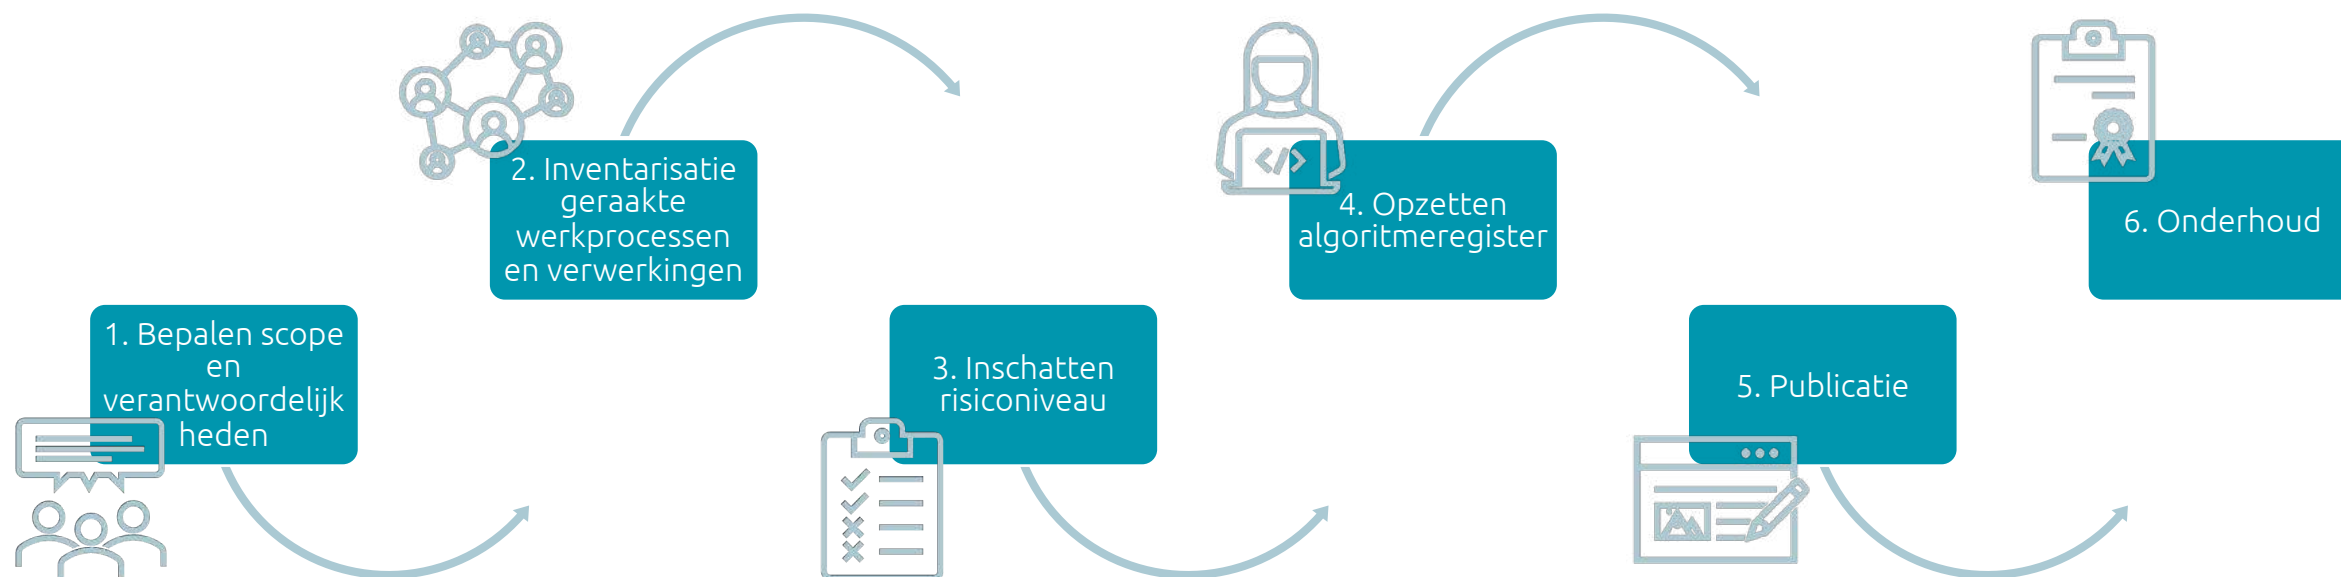 1. Bepalen scope
en
verantwoordelijk
heden
2. Inventarisatie
geraakte
werkprocessen
en verwerkingen
3. Inschatten
risiconiveau
4. Opzetten
algoritmeregister
</>
5. Publicatie
6. Onderhoud